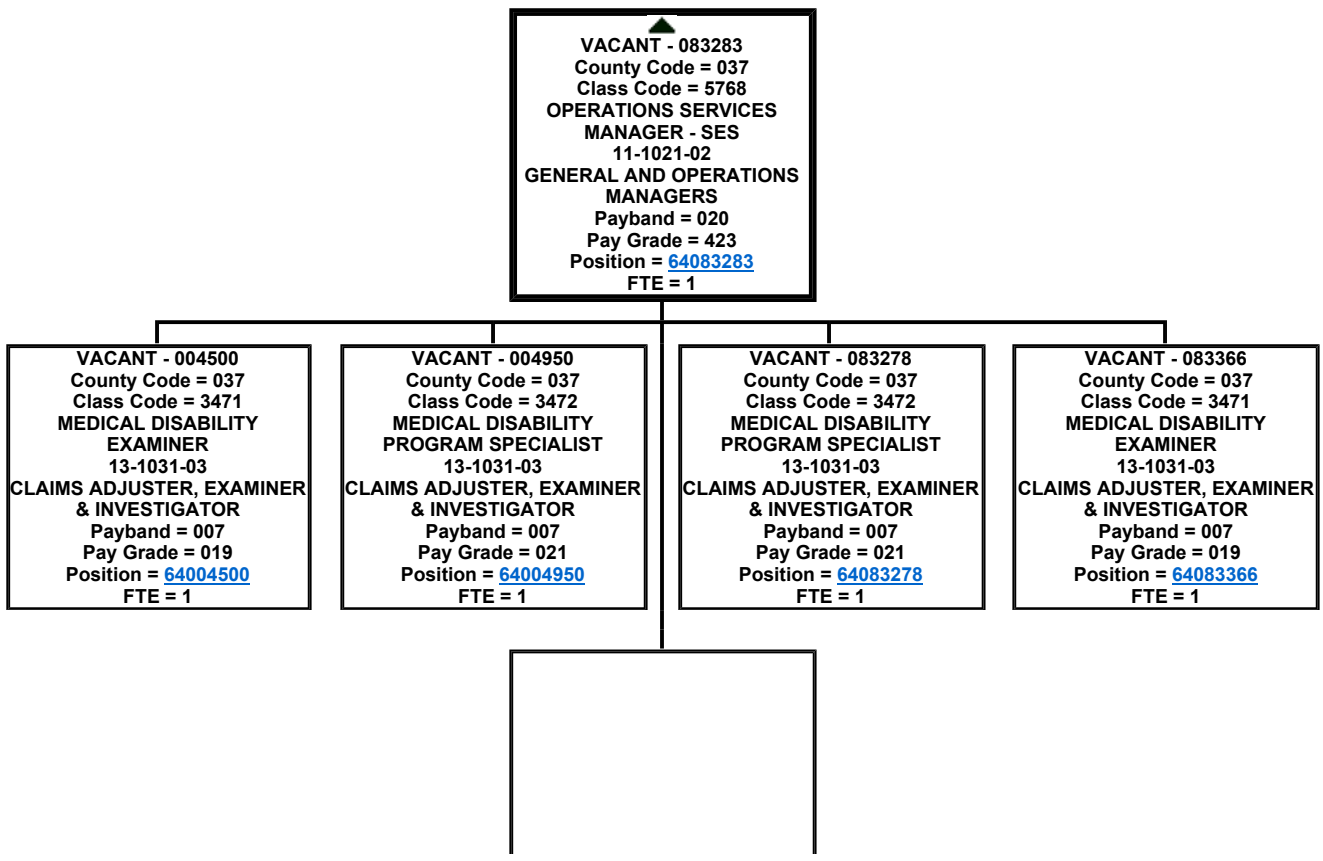 VACANT - 083283
County Code = 037
Class Code = 5768
OPERATIONS SERVICES
MANAGER - SES
11-1021-02
GENERAL AND OPERATIONS
MANAGERS
Payband = 020
Pay Grade = 423
Position = 64083283
FTE = 1
VACANT - 004500
County Code = 037
Class Code = 3471
MEDICAL DISABILITY
EXAMINER
13-1031-03
CLAIMS ADJUSTER, EXAMINER
& INVESTIGATOR
Payband = 007
Pay Grade = 019
Position = 64004500
FTE = 1
VACANT - 004950
County Code = 037
Class Code = 3472
MEDICAL DISABILITY
PROGRAM SPECIALIST
13-1031-03
CLAIMS ADJUSTER, EXAMINER
& INVESTIGATOR
Payband = 007
Pay Grade = 021
Position = 64004950
FTE = 1
VACANT - 083278
County Code = 037
Class Code = 3472
MEDICAL DISABILITY
PROGRAM SPECIALIST
13-1031-03
CLAIMS ADJUSTER, EXAMINER
& INVESTIGATOR
Payband = 007
Pay Grade = 021
Position = 64083278
FTE = 1
VACANT - 083366
County Code = 037
Class Code = 3471
MEDICAL DISABILITY
EXAMINER
13-1031-03
CLAIMS ADJUSTER, EXAMINER
& INVESTIGATOR
Payband = 007
Pay Grade = 019
Position = 64083366
FTE = 1